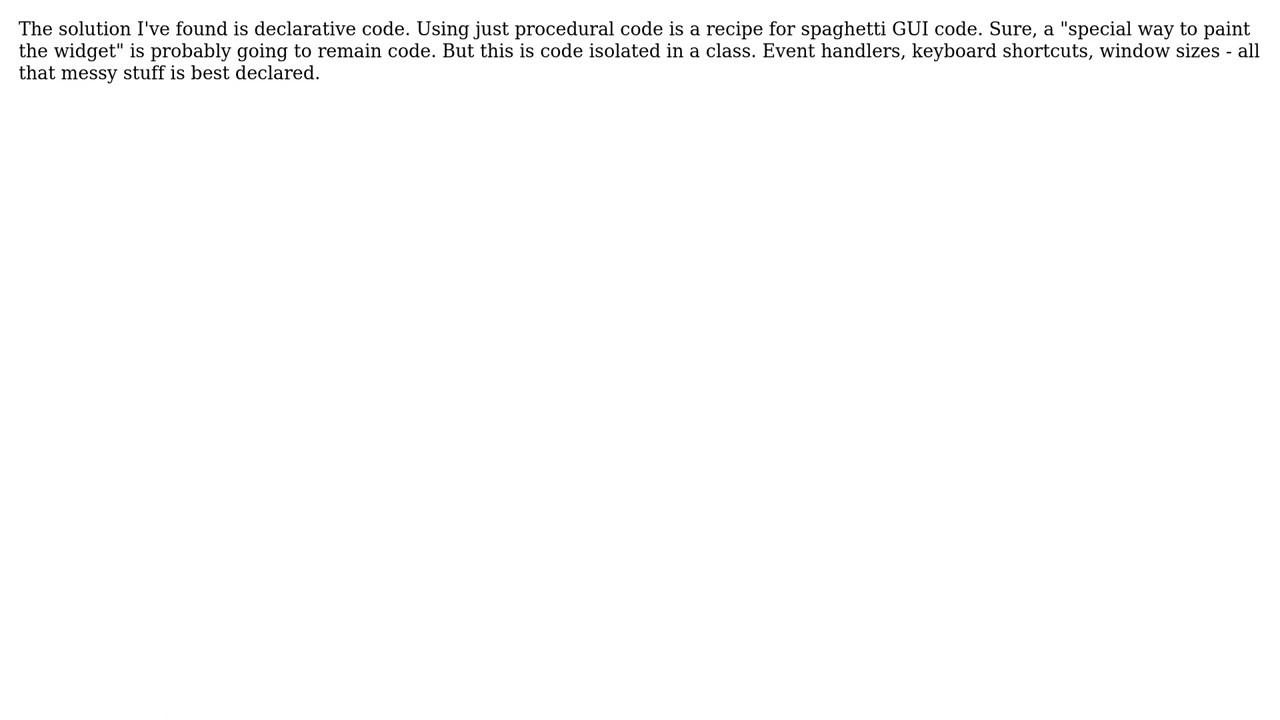 The solution I've found is declarative code. Using just procedural code is a recipe for spaghetti GUI code. Sure, a "special way to paint
the widget" is probably going to remain code. But this is code isolated in a class. Event handlers, keyboard shortcuts, window sizes - all
that messy stuff is best declared.